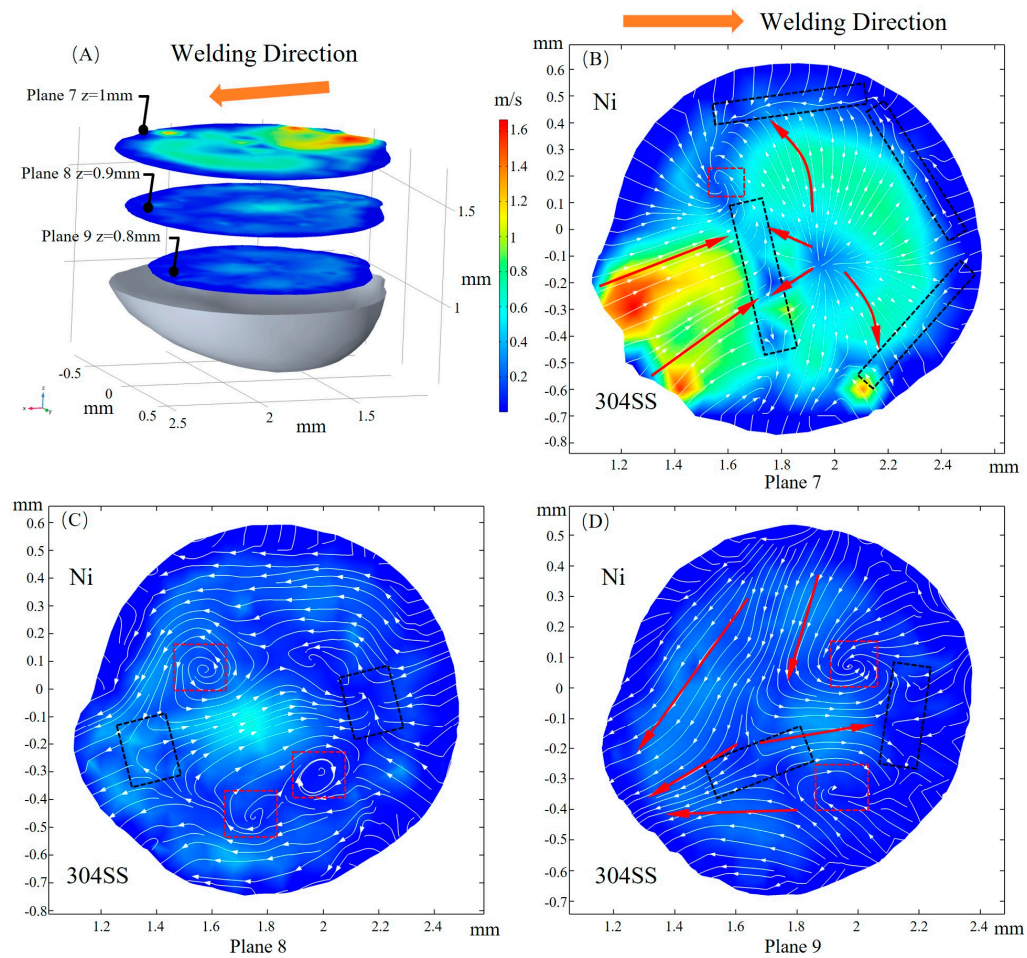 (A)
Welding Direction
Plane 7 z=1mm
Plane 8 z=0.9mm
Plane 9 z=0.8mm
m/s
1.6
1.4
1.2
1
0.8
0.6
0.4
0.2
1.5
mm
1
-0.5
0
mm
0.5
2.5
2
mm
1.5
x
z
y
Welding Direction
mm
(B)
Ni
304SS
0.6
0.5
0.4
0.3
0.2
0.1
0
-0.1
-0.2
-0.3
-0.4
-0.5
-0.6
-0.7
-0.8
1.2 1.4 1.6 1.8 2 2.2 2.4 mm
Plane 7
mm
(C)
Ni
304SS
0.6
0.5
0.4
0.3
0.2
0.1
0
-0.1
-0.2
-0.3
-0.4
-0.5
-0.6
-0.7
-0.8
1.2 1.4 1.6 1.8 2 2.2 2.4 mm
Plane 8
mm
(D)
Ni
304SS
0.5
0.4
0.3
0.2
0.1
0
-0.1
-0.2
-0.3
-0.4
-0.5
-0.6
-0.7
1.2 1.4 1.6 1.8 2 2.2 2.4 mm
Plane 9